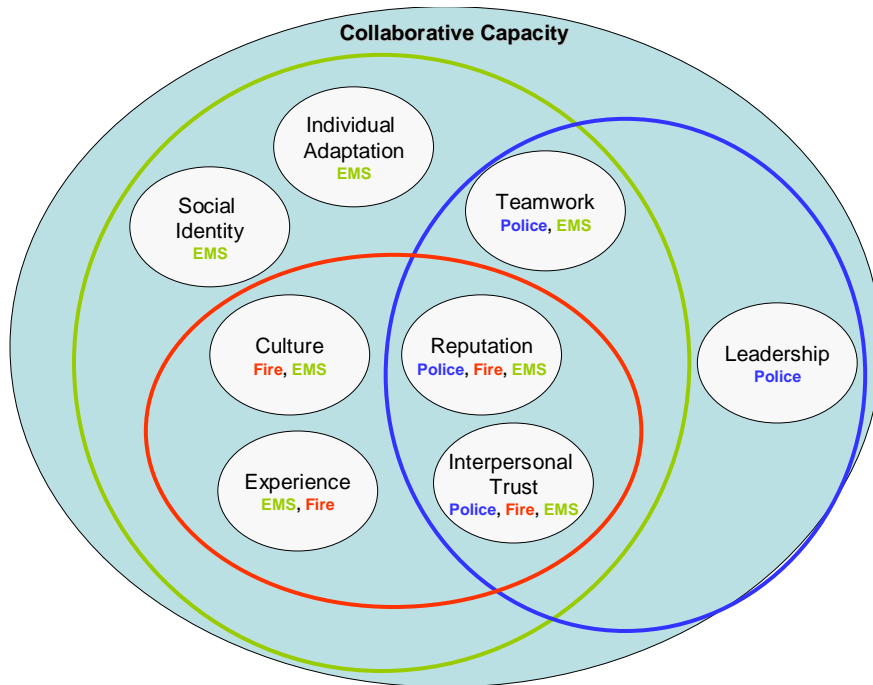 Collaborative Capacity
Individual
Adaptation
EMS
Social
Identity
EMS
Teamwork
Police, EMS
Culture
Fire, EMS
Reputation
Police, Fire, EMS
Leadership
Police
Experience
EMS, Fire
Interpersonal
Trust
Police, Fire, EMS